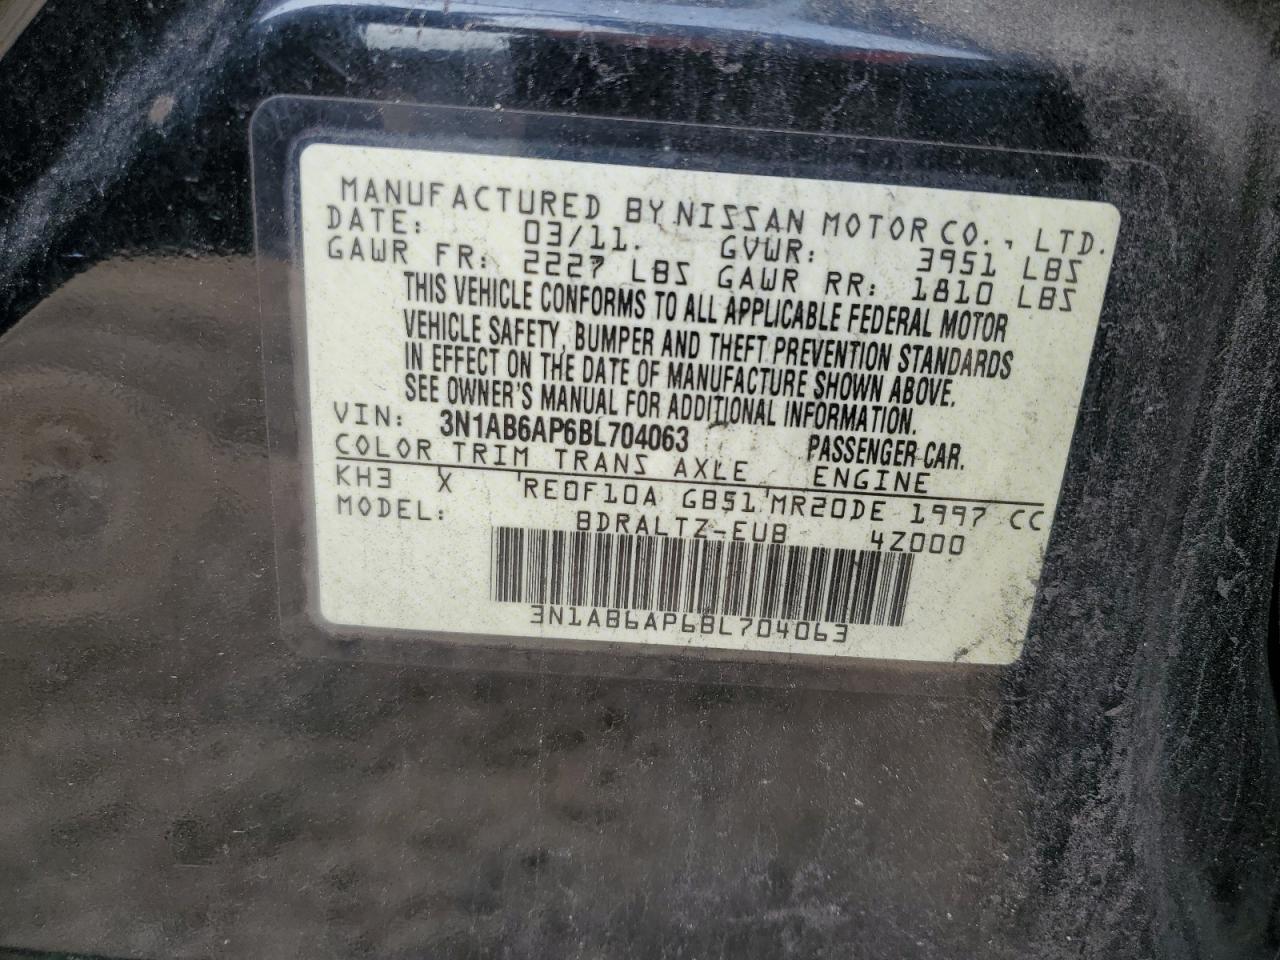 MANUFACTURED BY NISSAN MOTOR CO., LTD.
DATE: 03/11. GVWR: 3951 LBS
GAWR FR: 2227 LBS GAWR RR: 1810 LBS
THIS VEHICLE CONFORMS TO ALL APPLICABLE FEDERAL MOTOR
VEHICLE SAFETY, BUMPER AND THEFT PREVENTION STANDARDS
IN EFFECT ON THE DATE OF MANUFACTURE SHOWN ABOVE.
SEE OWNER'S MANUAL FOR ADDITIONAL INFORMATION.
VIN: 3N1AB6AP6BL704063 PASSENGER CAR.
COLOR TRIM TRANS AXLE ENGINE
KH3 X RE0F10A GB51 MR20DE 1997 CC
MODEL: BDRALTZ-EUB 4Z000
3N1AB6AP6BL704063